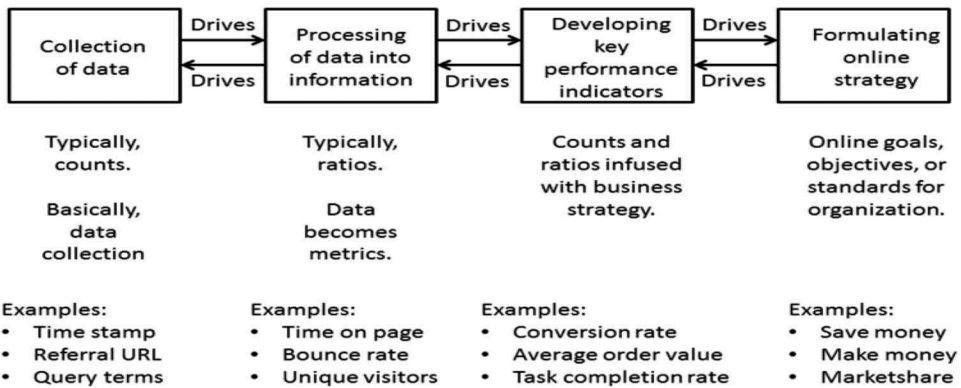 Collection
of data
Drives
Drives
Processing
of data into
information
Drives
Drives
Developing
key
performance
indicators
Drives
Drives
Formulating
online
strategy
Typically,
counts.
Basically,
data
collection
Typically,
ratios.
Data
becomes
metrics.
Counts and
ratios infused
with business
strategy.
Online goals,
objectives, or
standards for
organization.
Examples:
• Time stamp
• Referral URL
• Query terms
Examples:
• Time on page
• Bounce rate
• Unique visitors
Examples:
• Conversion rate
• Average order value
• Task completion rate
Examples:
• Save money
• Make money
• Marketshare